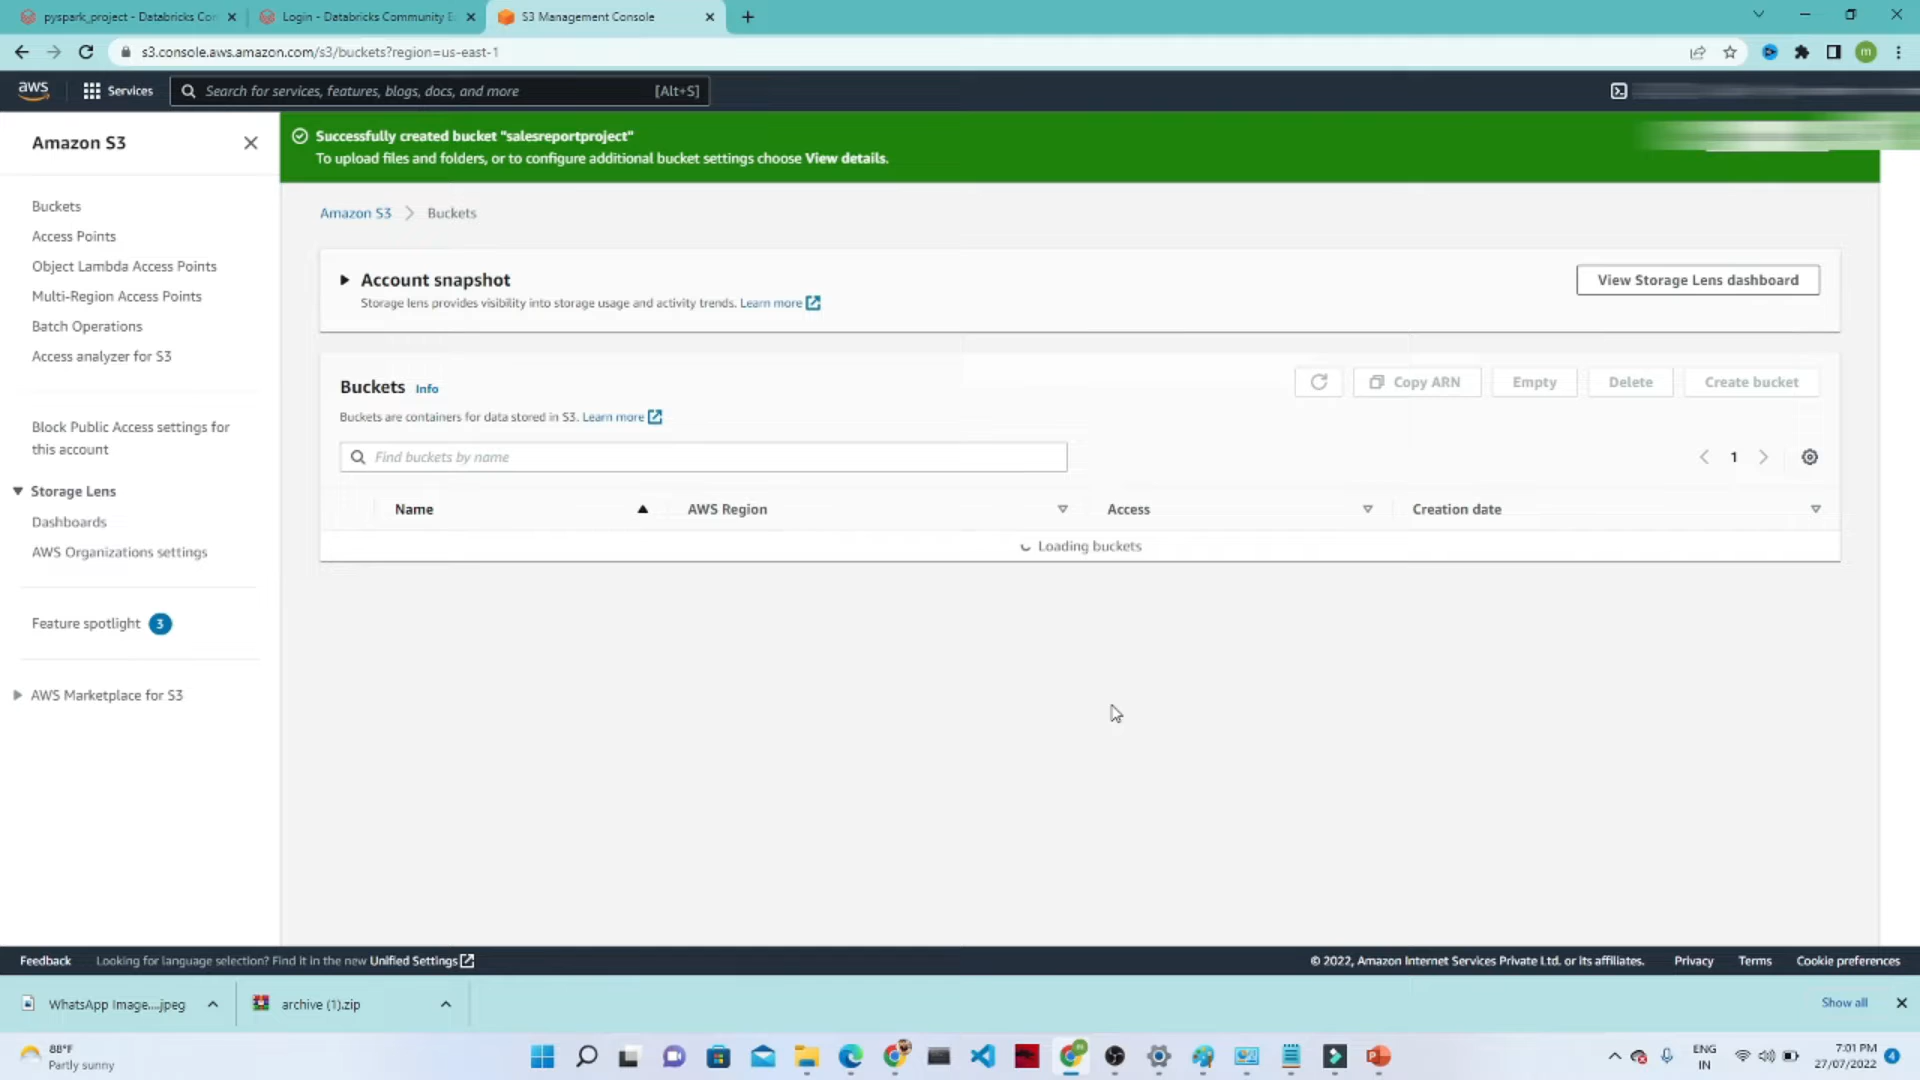 pyspark_project - Databricks Co
Login - Databricks Community E
S3 Management Console
s3.console.aws.amazon.com/s3/buckets?region=us-east-1
m
aws
Services
Search for services, features, blogs, docs, and more
[Alt+S]
Amazon S3
Buckets
Access Points
Object Lambda Access Points
Multi-Region Access Points
Batch Operations
Access analyzer for S3
Block Public Access settings for
this account
Storage Lens
Dashboards
AWS Organizations settings
Feature spotlight 3
AWS Marketplace for S3
Successfully created bucket "salesreportproject"
To upload files and folders, or to configure additional bucket settings choose View details.
Amazon S3 > Buckets
Account snapshot
View Storage Lens dashboard
Storage lens provides visibility into storage usage and activity trends. Learn more
Buckets Info
Copy ARN
Empty
Delete
Create bucket
Buckets are containers for data stored in S3. Learn more
Find buckets by name
1
Name
AWS Region
Access
Creation date
Loading buckets
Feedback
Looking for language selection? Find it in the new Unified Settings
© 2022, Amazon Internet Services Private Ltd. or its affiliates.
Privacy
Terms
Cookie preferences
WhatsApp Image....jpeg
archive (1).zip
Show all
88°F
Partly sunny
ENG
IN
7:01 PM
27/07/2022
4